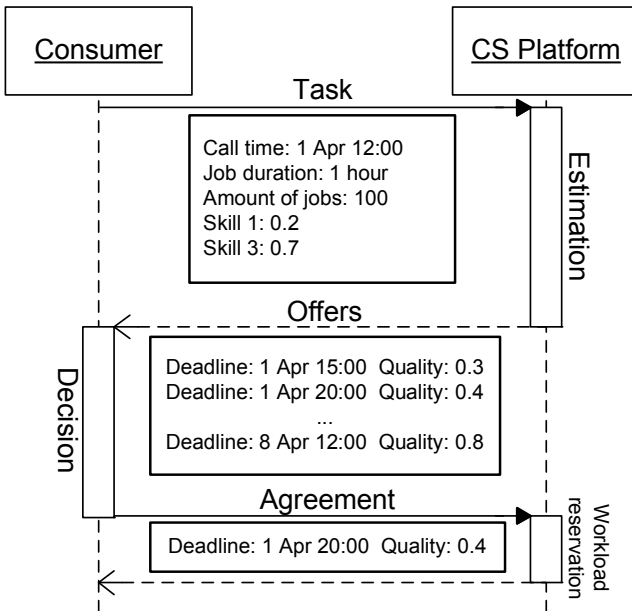 Consumer
CS Platform
Task
Call time: 1 Apr 12:00
Job duration: 1 hour
Amount of jobs: 100
Skill 1: 0.2
Skill 3: 0.7
Estimation
Offers
Deadline: 1 Apr 15:00  Quality: 0.3
Deadline: 1 Apr 20:00  Quality: 0.4
...
Deadline: 8 Apr 12:00  Quality: 0.8
Decision
Agreement
Deadline: 1 Apr 20:00  Quality: 0.4
Workload
reservation